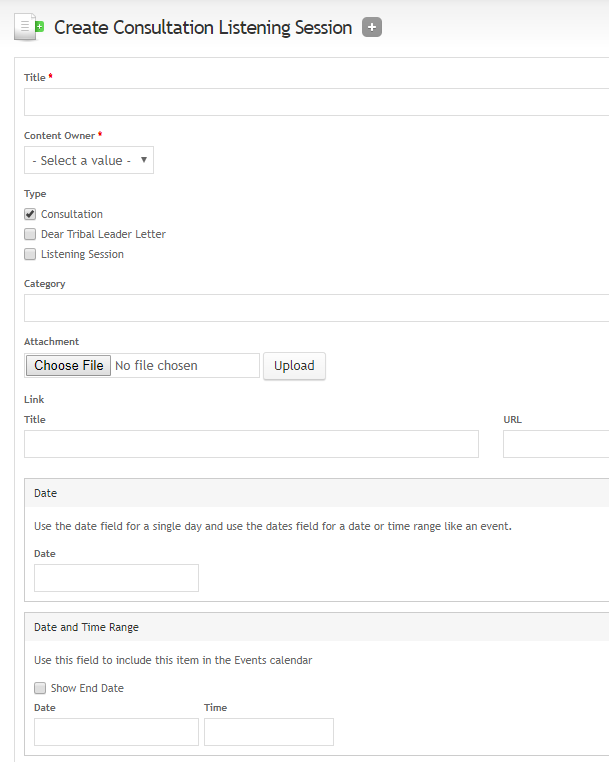 Create Consultation Listening Session +
Title *
Content Owner *
- Select a value -
Type
Consultation
Dear Tribal Leader Letter
Listening Session
Category
Attachment
Choose File No file chosen Upload
Link
Title URL
Date
Use the date field for a single day and use the dates field for a date or time range like an event.
Date
Date and Time Range
Use this field to include this item in the Events calendar
Show End Date
Date Time